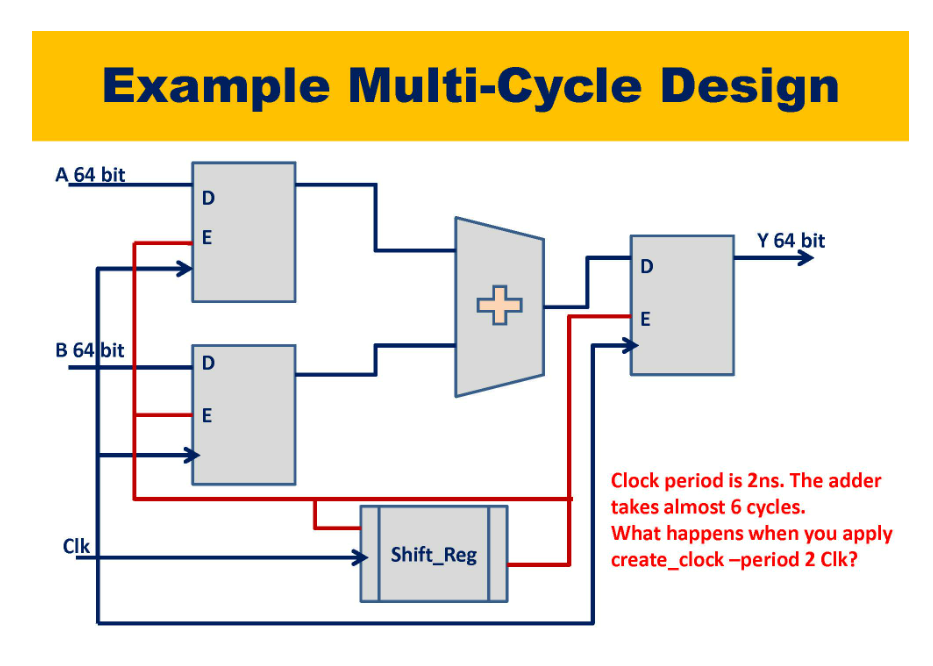 Example Multi-Cycle Design
A 64 bit
D
E
B 64 bit
D
E
D
E
Y 64 bit
Clk
Shift_Reg
Clock period is 2ns. The adder
takes almost 6 cycles.
What happens when you apply
create_clock –period 2 Clk?